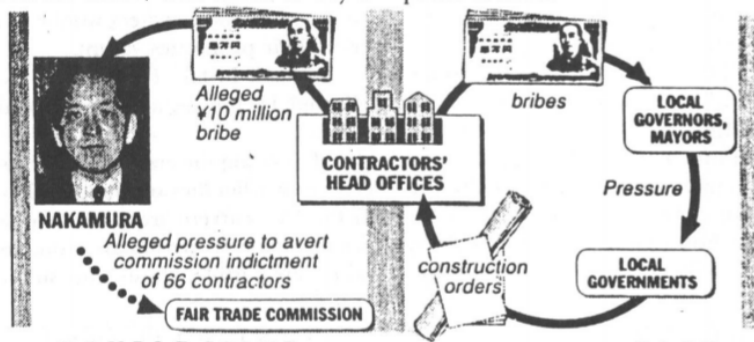 Alleged
¥10 million
bribe
bribes
LOCAL
GOVERNORS,
MAYORS
CONTRACTORS'
HEAD OFFICES
Pressure
NAKAMURA
Alleged pressure to avert
commission indictment
of 66 contractors
construction
orders
LOCAL
GOVERNMENTS
FAIR TRADE COMMISSION